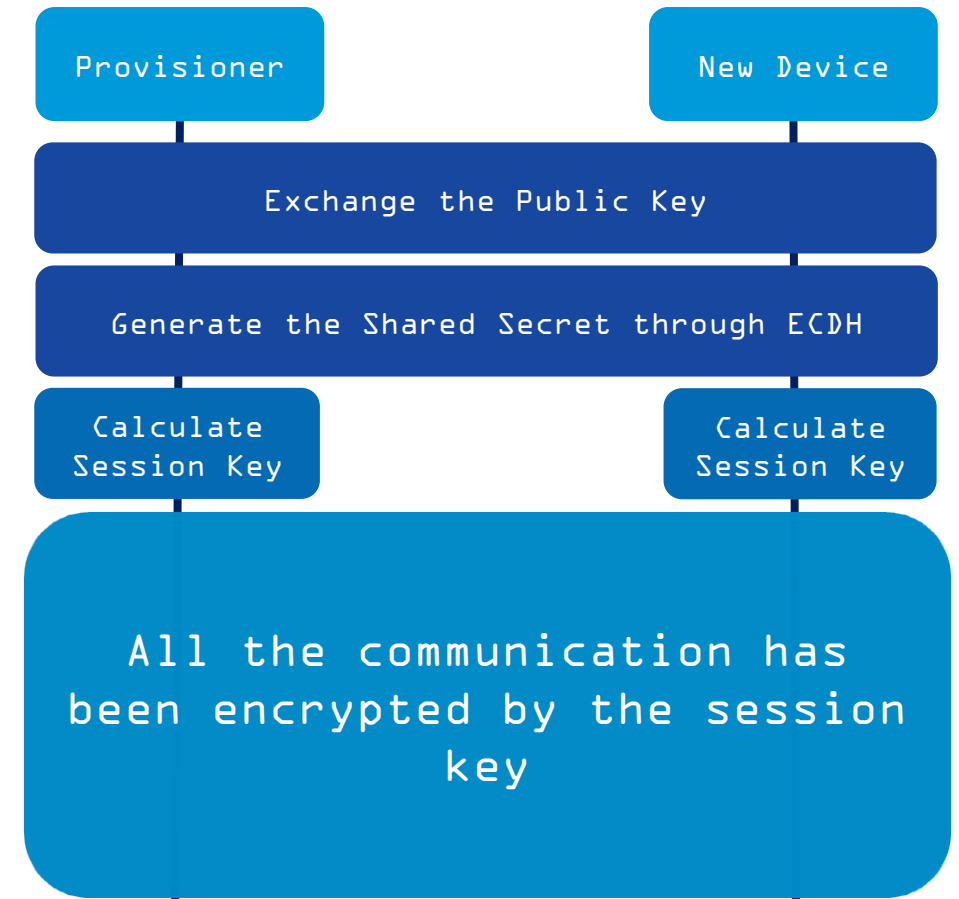 Provisioner
New Device
Exchange the Public Key
Generate the Shared Secret through ECDH
Calculate
Session Key
Calculate
Session Key
All the communication has
been encrypted by the session
key